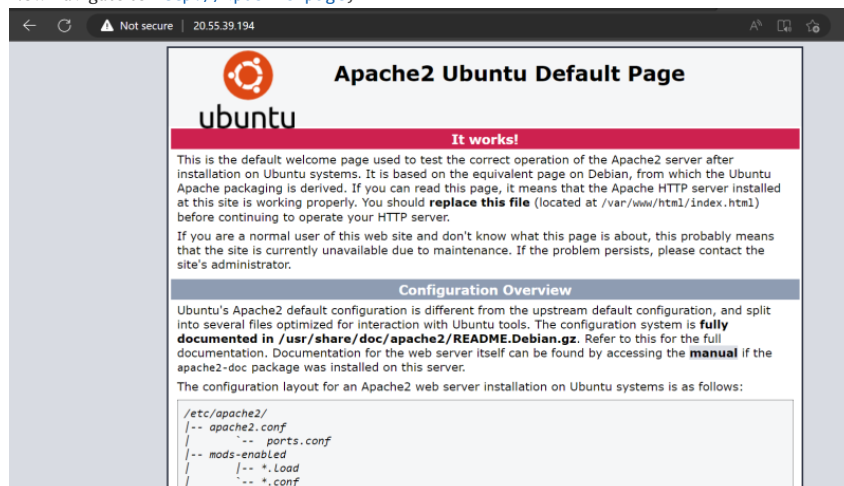 Not secure | 20.55.39.194
Apache2 Ubuntu Default Page
ubuntu
It works!
This is the default welcome page used to test the correct operation of the Apache2 server after
installation on Ubuntu systems. It is based on the equivalent page on Debian, from which the Ubuntu
Apache packaging is derived. If you can read this page, it means that the Apache HTTP server installed
at this site is working properly. You should replace this file (located at /var/www/html/index.html)
before continuing to operate your HTTP server.
If you are a normal user of this web site and don't know what this page is about, this probably means
that the site is currently unavailable due to maintenance. If the problem persists, please contact the
site's administrator.
Configuration Overview
Ubuntu's Apache2 default configuration is different from the upstream default configuration, and split
into several files optimized for interaction with Ubuntu tools. The configuration system is fully
documented in /usr/share/doc/apache2/README.Debian.gz. Refer to this for the full
documentation. Documentation for the web server itself can be found by accessing the manual if the
apache2-doc package was installed on this server.
The configuration layout for an Apache2 web server installation on Ubuntu systems is as follows:
/etc/apache2/
|-- apache2.conf
|       `-- ports.conf
|-- mods-enabled
|       |-- *.load
|       `-- *.conf